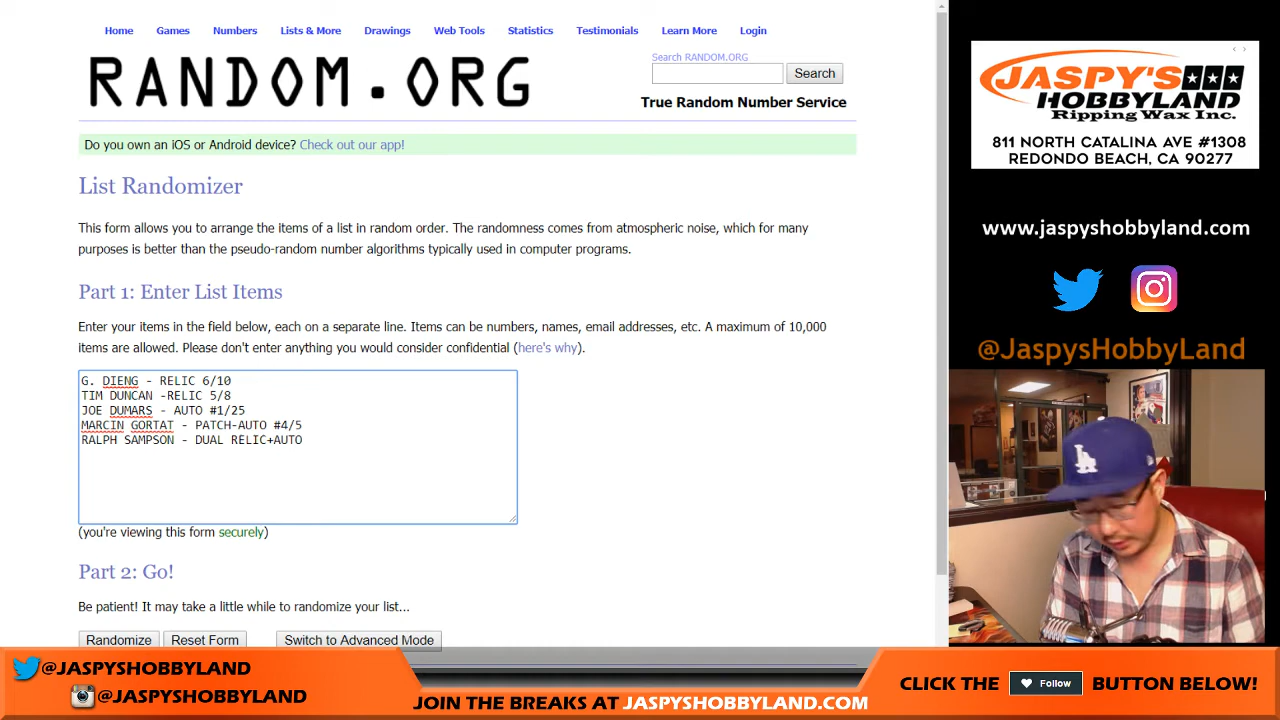 Home Games Numbers Lists & More Drawings Web Tools Statistics Testimonials Learn More Login
RANDOM.ORG
Search RANDOM.ORG
Search
True Random Number Service
Do you own an iOS or Android device? Check out our app!
List Randomizer
This form allows you to arrange the items of a list in random order. The randomness comes from atmospheric noise, which for many
purposes is better than the pseudo-random number algorithms typically used in computer programs.
Part 1: Enter List Items
Enter your items in the field below, each on a separate line. Items can be numbers, names, email addresses, etc. A maximum of 10,000
items are allowed. Please don't enter anything you would consider confidential (here's why).
G. DIENG - RELIC 6/10
TIM DUNCAN -RELIC 5/8
JOE DUMARS - AUTO #1/25
MARCIN GORTAT - PATCH-AUTO #4/5
RALPH SAMPSON - DUAL RELIC+AUTO
(you're viewing this form securely)
Part 2: Go!
Be patient! It may take a little while to randomize your list...
Randomize Reset Form Switch to Advanced Mode
JASPY'S
HOBBYLAND
Ripping Wax Inc.
811 NORTH CATALINA AVE #1308
REDONDO BEACH, CA 90277
www.jaspyshobbyland.com
@JaspysHobbyLand
LA
@JASPYSHOBBYLAND
@JASPYSHOBBYLAND
JOIN THE BREAKS AT JASPYSHOBBYLAND.COM
CLICK THE Follow BUTTON BELOW!